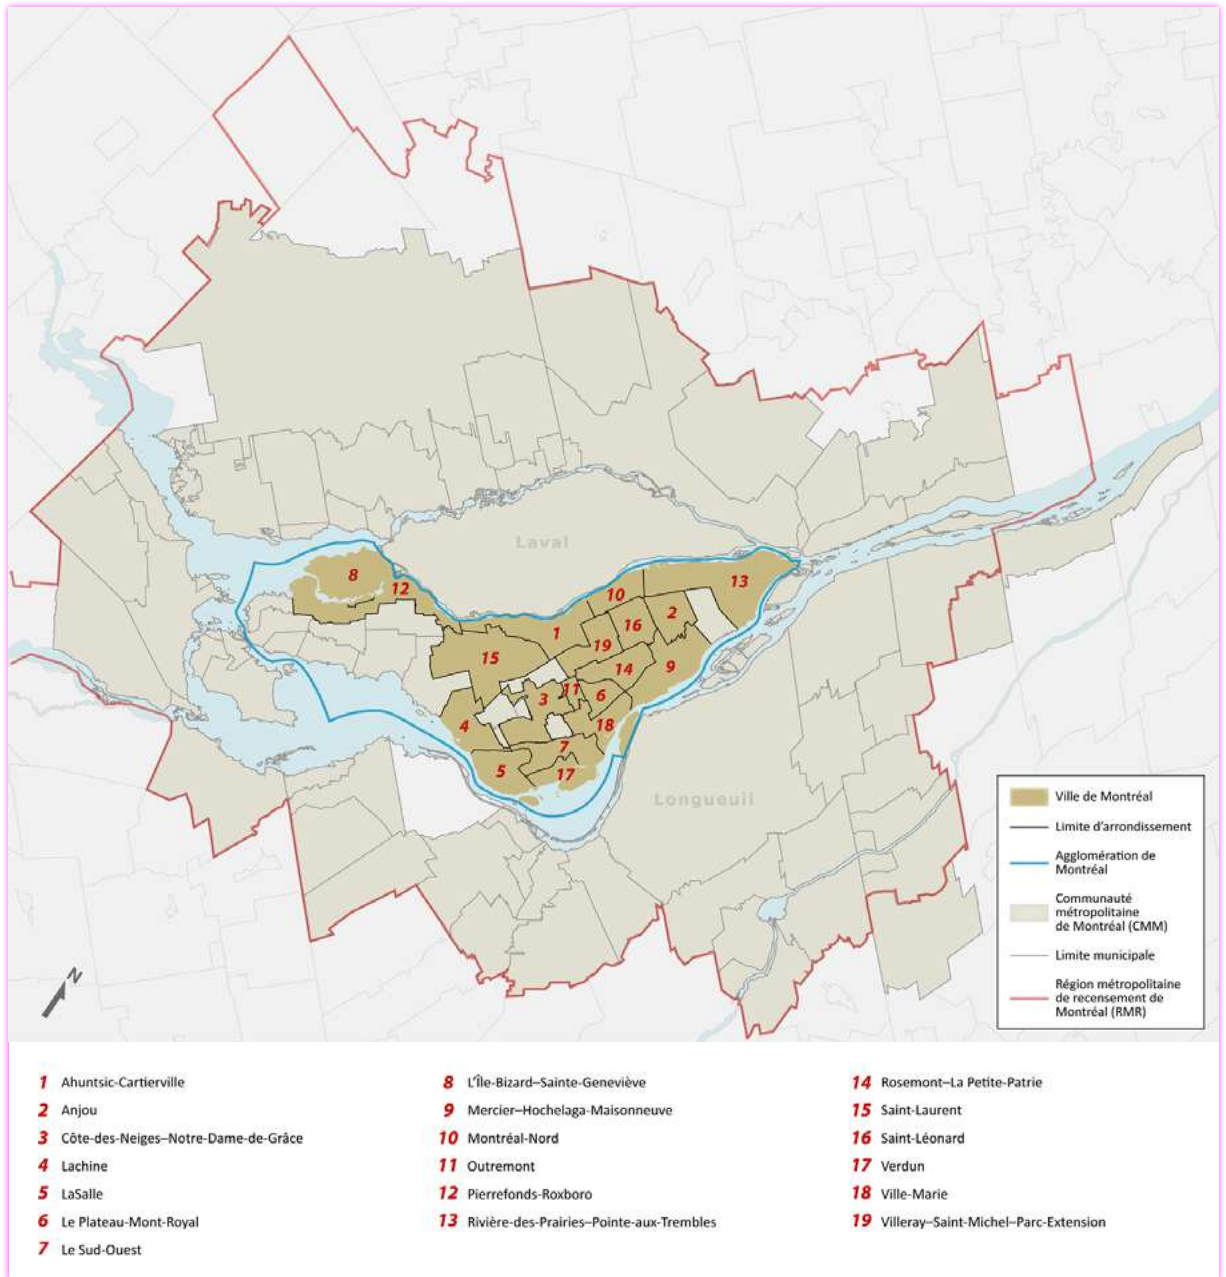 8
12
Laval
10
13
2
16
1
19
15
14
9
11
3
6
4
18
7
5
17
Longueuil
N
Ville de Montréal
Limite d'arrondissement
Agglomération de
Montréal
Communauté
métropolitaine
de Montréal (CMM)
Limite municipale
Région métropolitaine
de recensement de
Montréal (RMR)
1 Ahuntsic-Cartierville
2 Anjou
3 Côte-des-Neiges–Notre-Dame-de-Grâce
4 Lachine
5 LaSalle
6 Le Plateau-Mont-Royal
7 Le Sud-Ouest
8 L'Île-Bizard–Sainte-Geneviève
9 Mercier–Hochelaga-Maisonneuve
10 Montréal-Nord
11 Outremont
12 Pierrefonds-Roxboro
13 Rivière-des-Prairies–Pointe-aux-Trembles
14 Rosemont–La Petite-Patrie
15 Saint-Laurent
16 Saint-Léonard
17 Verdun
18 Ville-Marie
19 Villeray–Saint-Michel–Parc-Extension